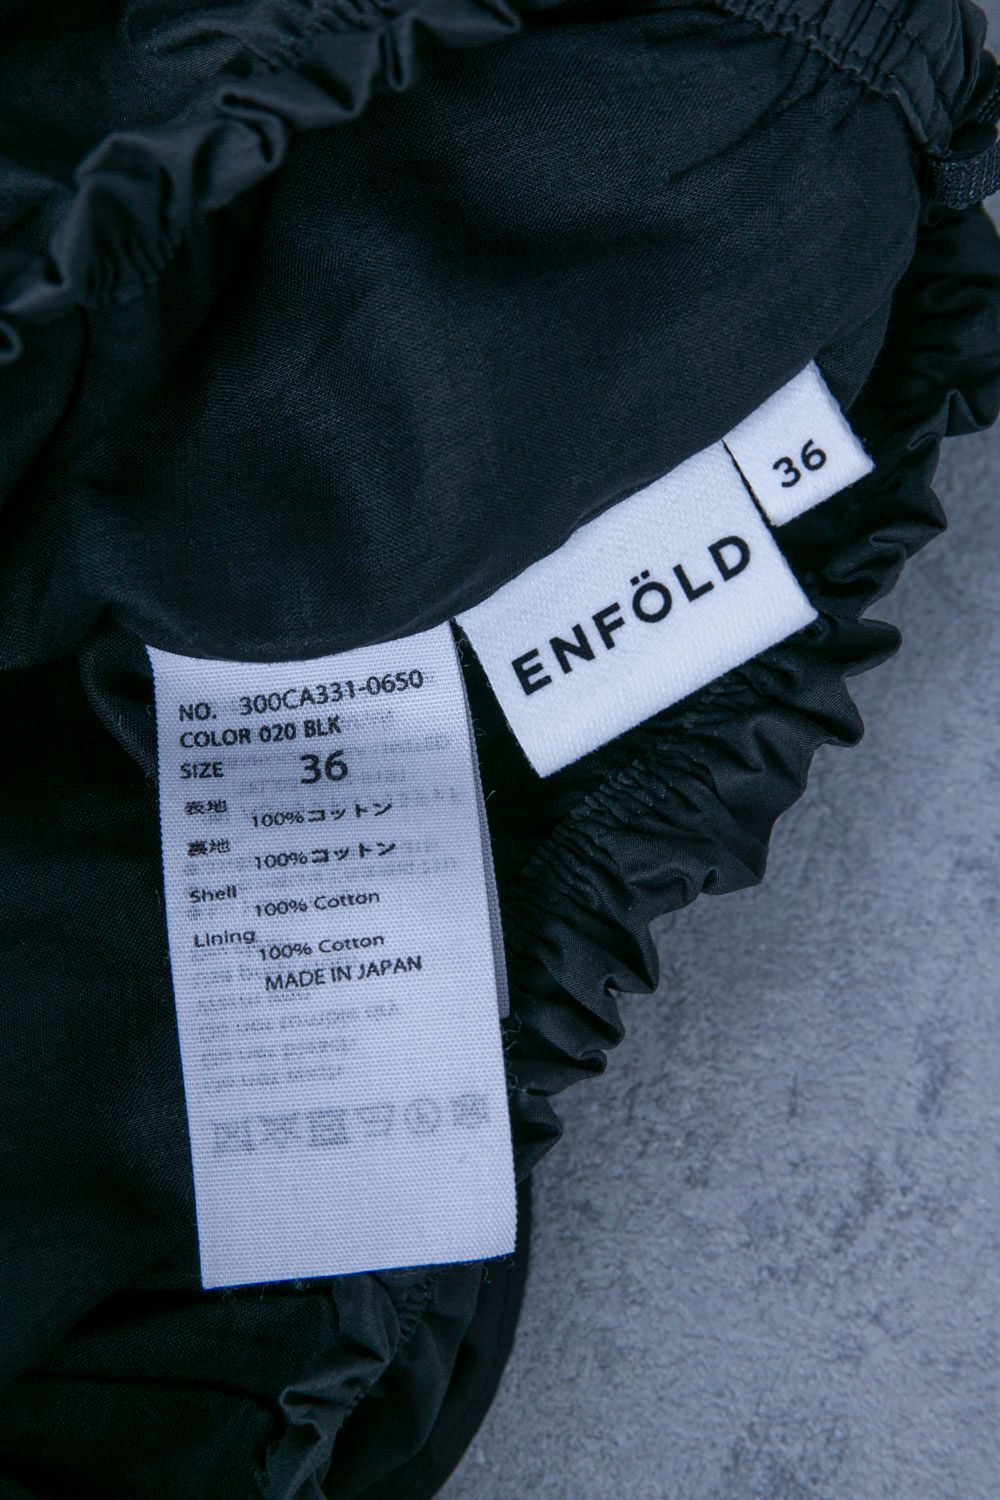 36
ENFÖLD
NO. 300CA331-0650
COLOR 020 BLK
SIZE 36
表地 100%コットン
裏地 100%コットン
Shell 100% Cotton
Lining 100% Cotton
MADE IN JAPAN